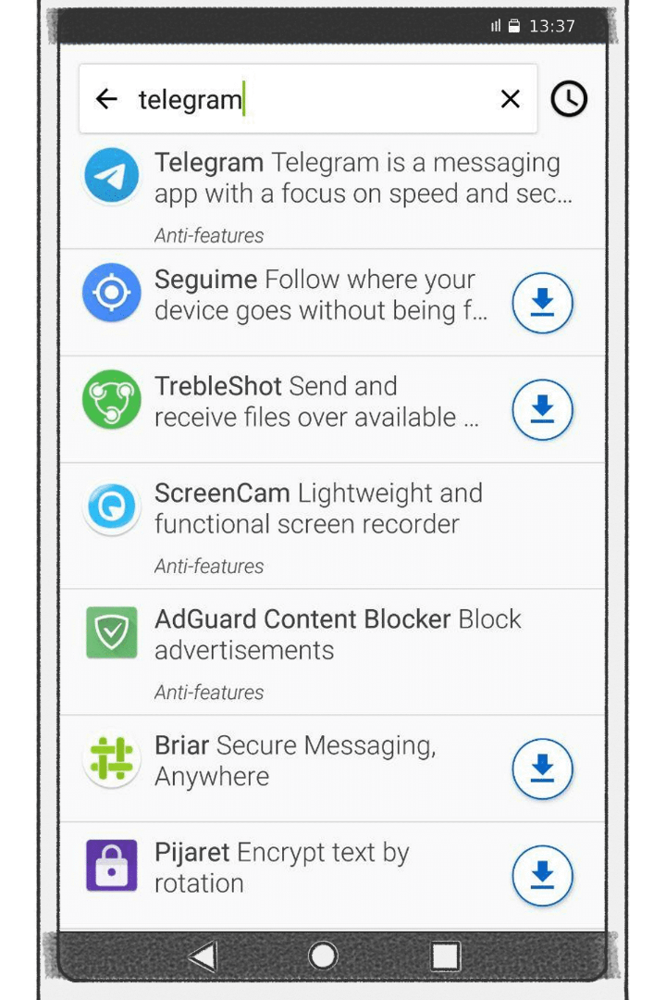 13:37
telegram
Telegram Telegram is a messaging
app with a focus on speed and sec...
Anti-features
Seguime Follow where your
device goes without being f...
TrebleShot Send and
receive files over available ...
ScreenCam Lightweight and
functional screen recorder
Anti-features
AdGuard Content Blocker Block
advertisements
Anti-features
Briar Secure Messaging,
Anywhere
Pijaret Encrypt text by
rotation